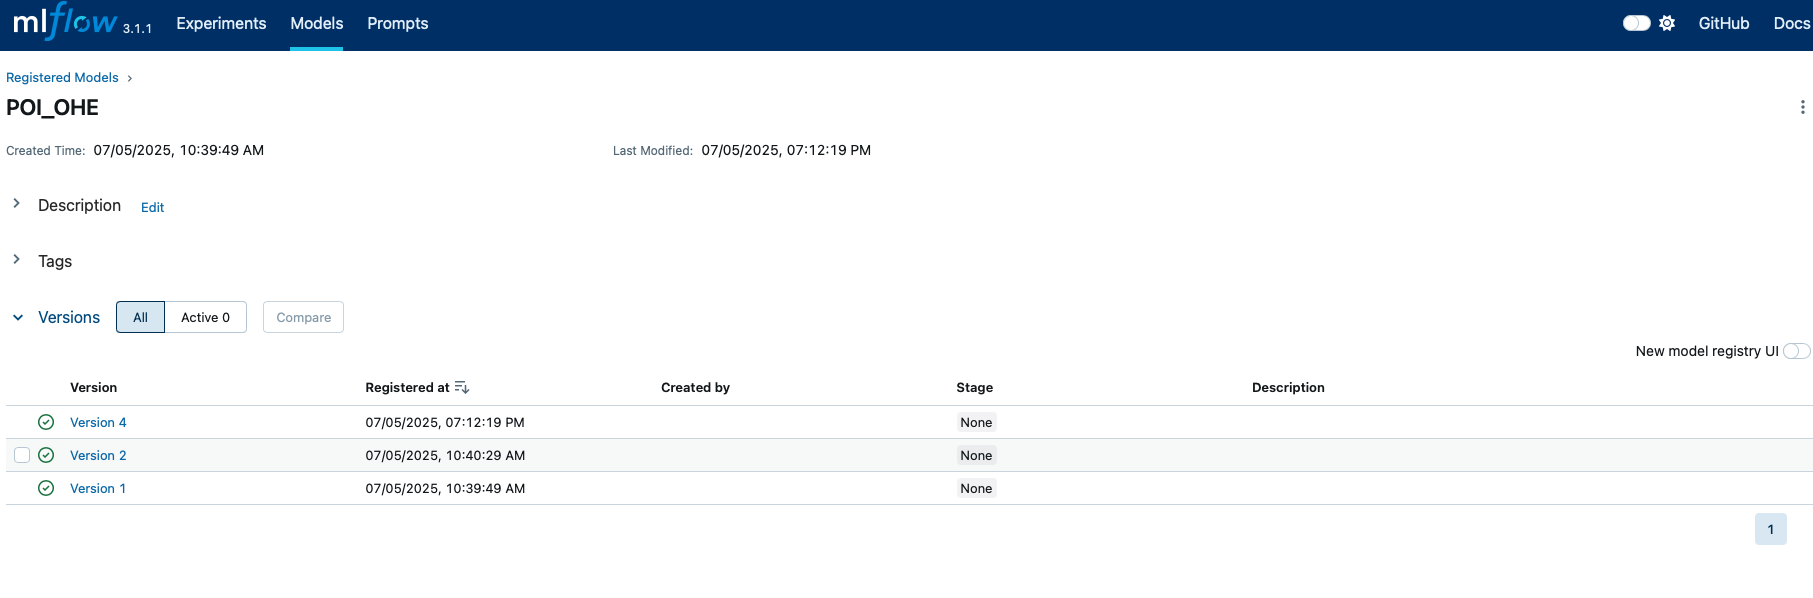 mlflow 3.1.1 Experiments Models Prompts GitHub Docs
Registered Models
POI_OHE
Created Time: 07/05/2025, 10:39:49 AM Last Modified: 07/05/2025, 07:12:19 PM
Description Edit
Tags
Versions All Active 0 Compare
New model registry UI
Version Registered at Created by Stage Description
Version 4 07/05/2025, 07:12:19 PM None
Version 2 07/05/2025, 10:40:29 AM None
Version 1 07/05/2025, 10:39:49 AM None
1